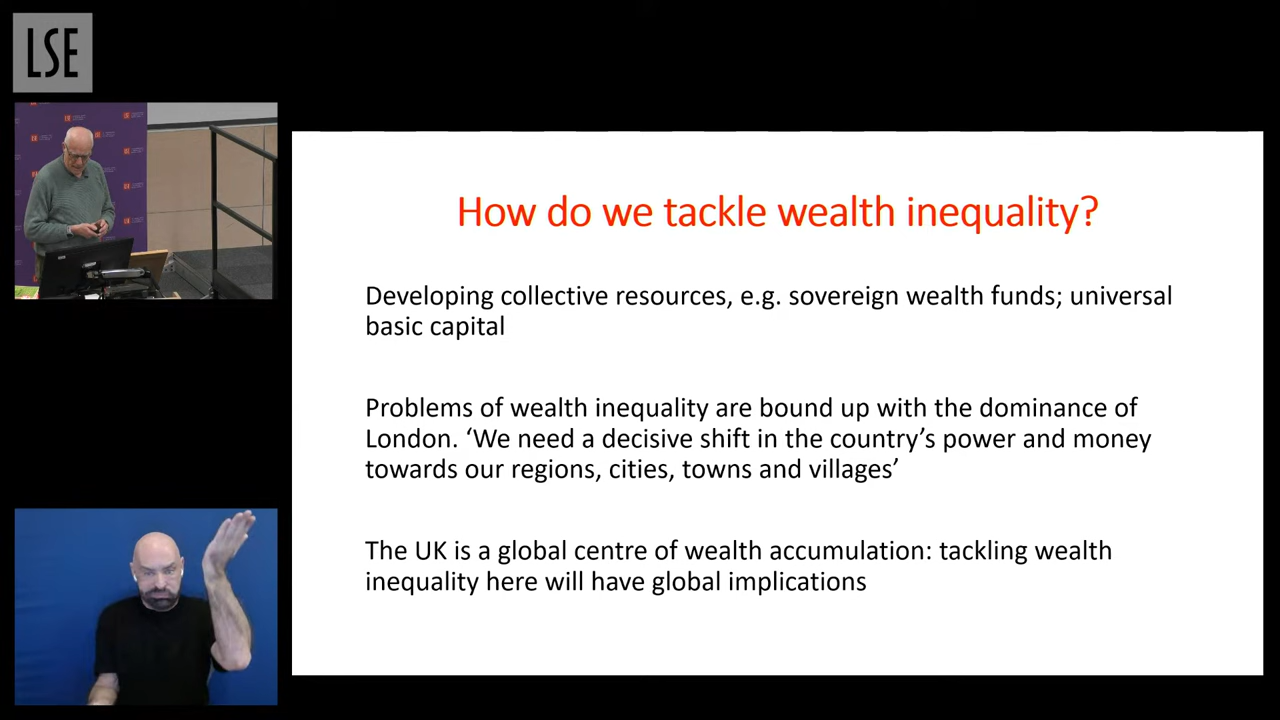 LSE
How do we tackle wealth inequality?
Developing collective resources, e.g. sovereign wealth funds; universal
basic capital
Problems of wealth inequality are bound up with the dominance of
London. ‘We need a decisive shift in the country’s power and money
towards our regions, cities, towns and villages’
The UK is a global centre of wealth accumulation: tackling wealth
inequality here will have global implications